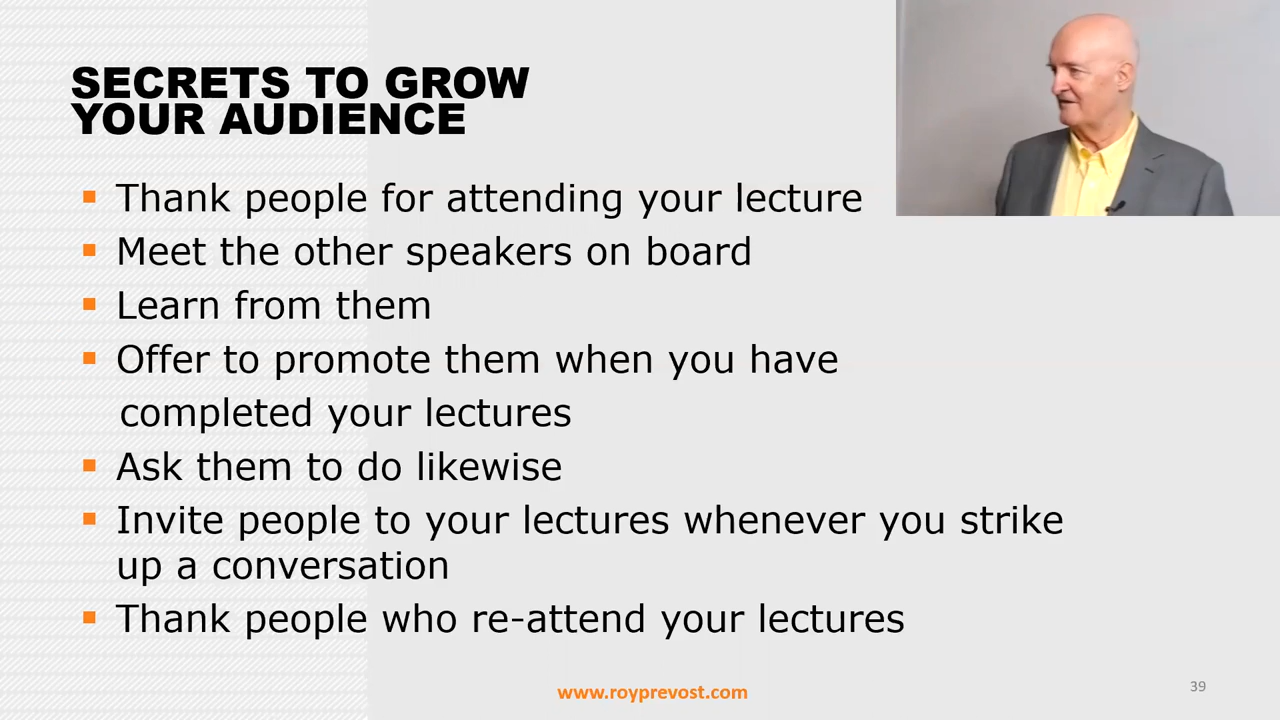 SECRETS TO GROW
YOUR AUDIENCE
Thank people for attending your lecture
Meet the other speakers on board
Learn from them
Offer to promote them when you have
completed your lectures
Ask them to do likewise
Invite people to your lectures whenever you strike
up a conversation
Thank people who re-attend your lectures
www.royprevost.com
39